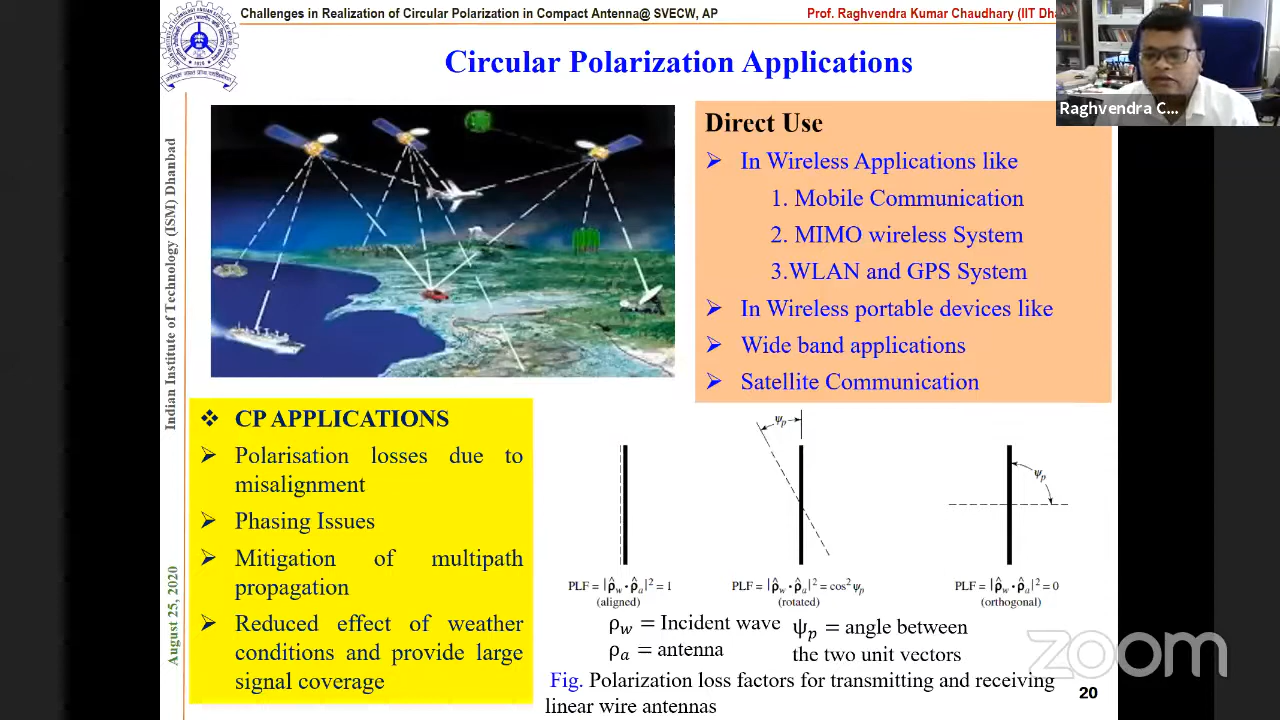 Challenges in Realization of Circular Polarization in Compact Antenna@ SVECW, AP
Prof. Raghvendra Kumar Chaudhary (IIT Dh
Raghvendra C...
Circular Polarization Applications
Indian Institute of Technology (ISM) Dhanbad
August 25, 2020
Direct Use
➢ In Wireless Applications like
1. Mobile Communication
2. MIMO wireless System
3.WLAN and GPS System
➢ In Wireless portable devices like
➢ Wide band applications
➢ Satellite Communication
❖ CP APPLICATIONS
➢ Polarisation losses due to
misalignment
➢ Phasing Issues
➢ Mitigation of multipath
propagation
➢ Reduced effect of weather
conditions and provide large
signal coverage
ψp
ψp
PLF = |ρ̂w • ρ̂a|² = 1
(aligned)
PLF = |ρ̂w • ρ̂a|² = cos² ψp
(rotated)
PLF = |ρ̂w • ρ̂a|² = 0
(orthogonal)
ρw = Incident wave
ρa = antenna
ψp = angle between
the two unit vectors
Fig. Polarization loss factors for transmitting and receiving
linear wire antennas
20
zoom